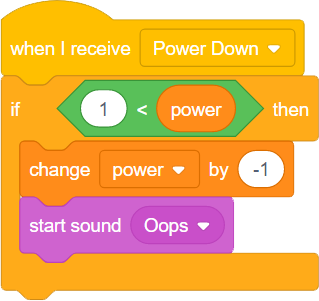 when I receive Power Down
if 1 < power then
change power by -1
start sound Oops